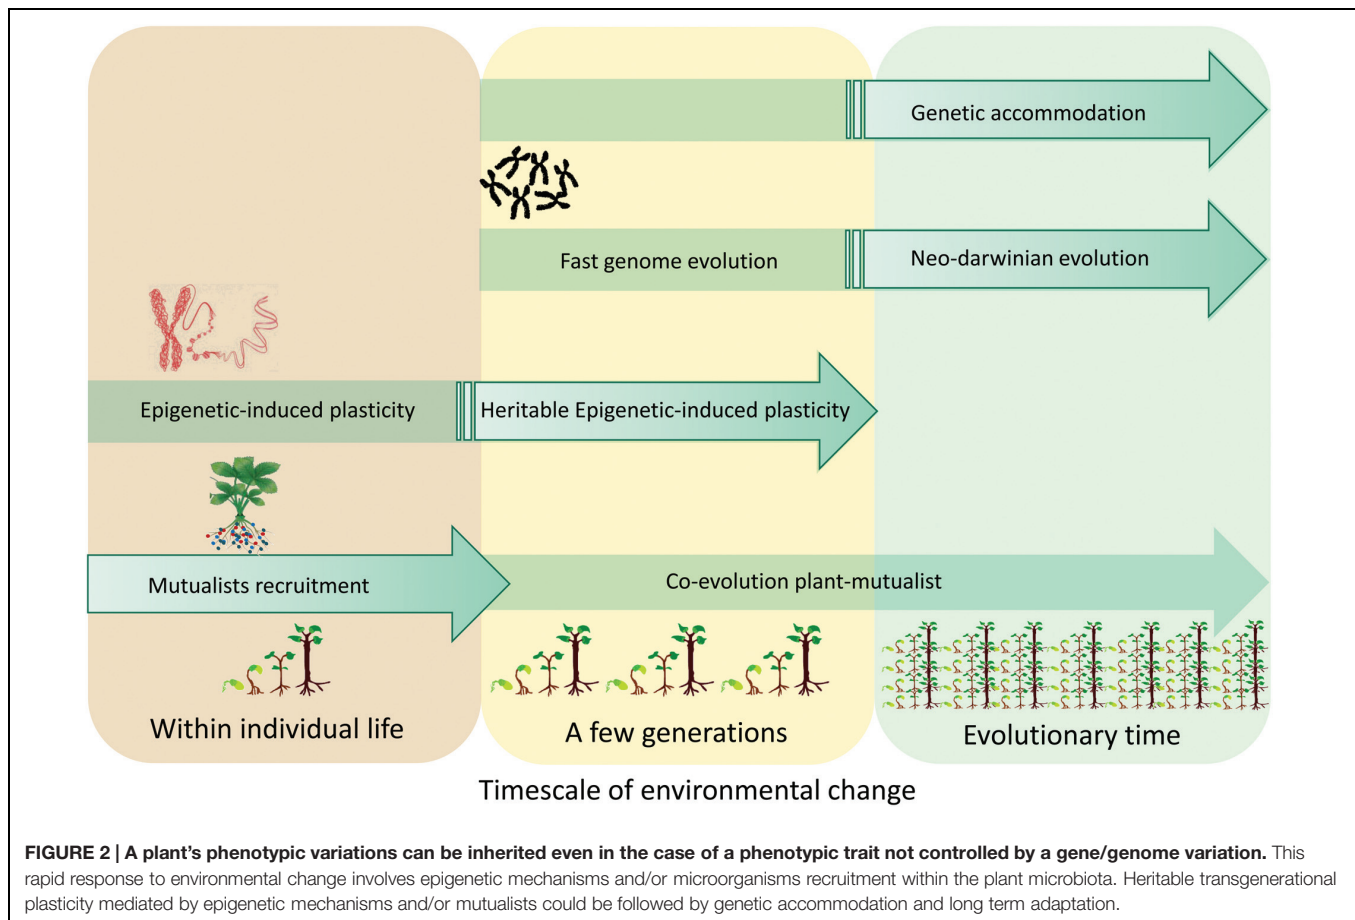 Genetic accommodation
Fast genome evolution
Neo-darwinian evolution
Epigenetic-induced plasticity
Heritable Epigenetic-induced plasticity
Mutualists recruitment
Co-evolution plant-mutualist
Within individual life
A few generations
Evolutionary time
Timescale of environmental change
FIGURE 2 | A plant’s phenotypic variations can be inherited even in the case of a phenotypic trait not controlled by a gene/genome variation. This
rapid response to environmental change involves epigenetic mechanisms and/or microorganisms recruitment within the plant microbiota. Heritable transgenerational
plasticity mediated by epigenetic mechanisms and/or mutualists could be followed by genetic accommodation and long term adaptation.